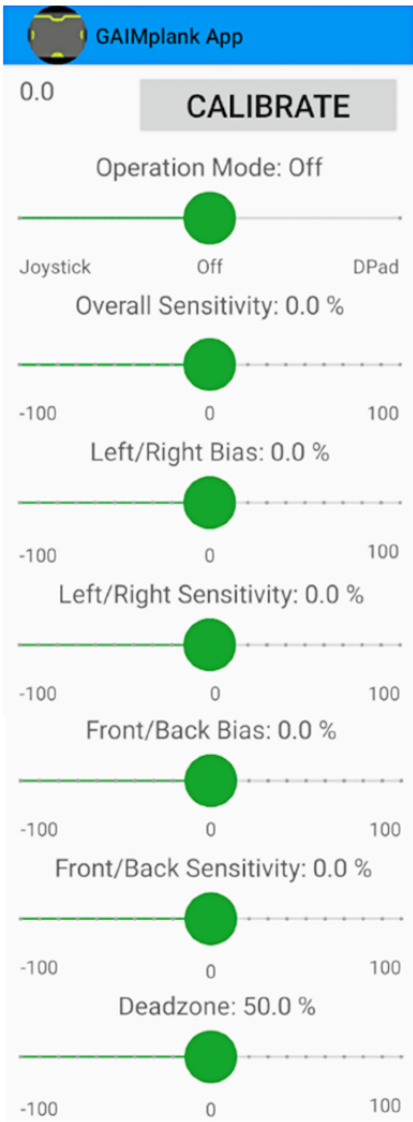 GAIMplank App
0.0 CALIBRATE
Operation Mode: Off
Joystick Off DPad
Overall Sensitivity: 0.0 %
-100 0 100
Left/Right Bias: 0.0 %
-100 0 100
Left/Right Sensitivity: 0.0 %
-100 0 100
Front/Back Bias: 0.0 %
-100 0 100
Front/Back Sensitivity: 0.0 %
-100 0 100
Deadzone: 50.0 %
-100 0 100